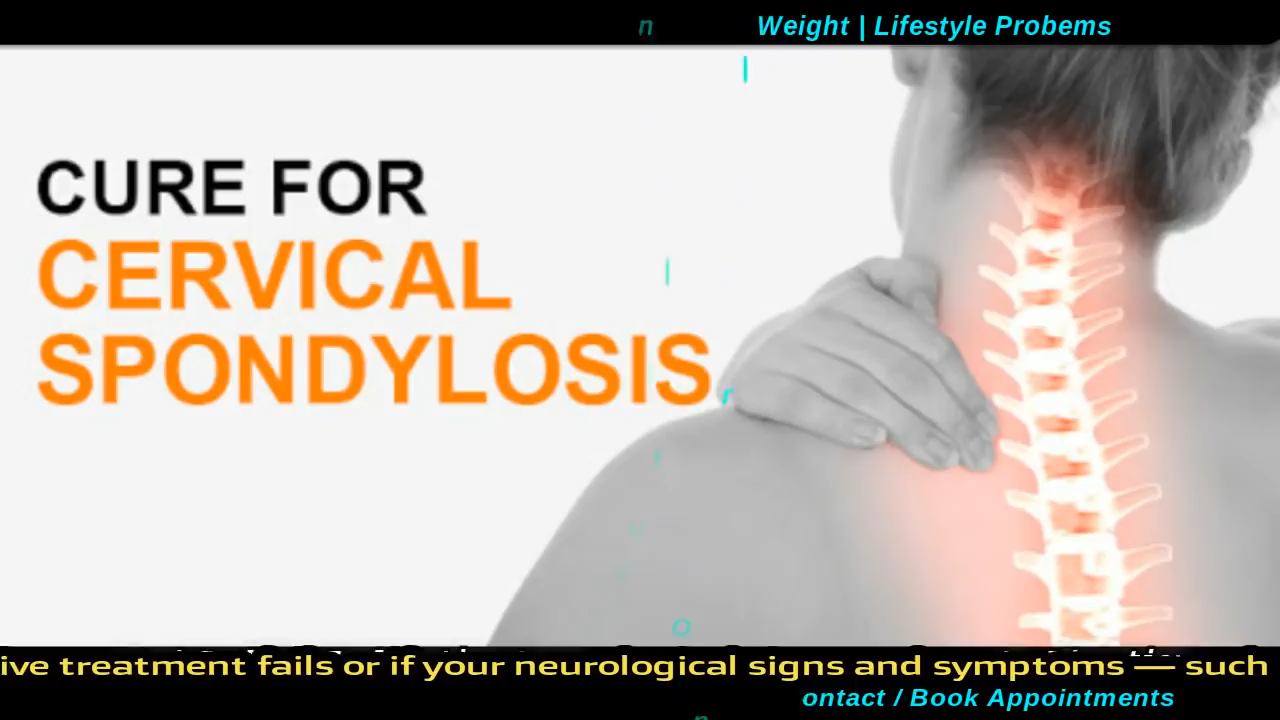 Weight | Lifestyle Probems
CURE FOR
CERVICAL
SPONDYLOSIS
ive treatment fails or if your neurological signs and symptoms — such
ontact / Book Appointments